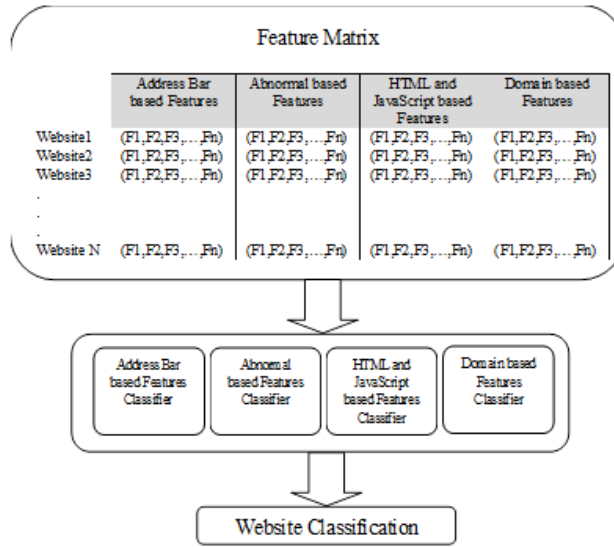 Feature Matrix
Address Bar based Features
Abnormal based Features
HTML and JavaScript based Features
Domain based Features
Website1 (F1,F2,F3,...,Fn) (F1,F2,F3,...,Fn) (F1,F2,F3,...,Fn) (F1,F2,F3,...,Fn)
Website2 (F1,F2,F3,...,Fn) (F1,F2,F3,...,Fn) (F1,F2,F3,...,Fn) (F1,F2,F3,...,Fn)
Website3 (F1,F2,F3,...,Fn) (F1,F2,F3,...,Fn) (F1,F2,F3,...,Fn) (F1,F2,F3,...,Fn)
.
.
.
Website N (F1,F2,F3,...,Fn) (F1,F2,F3,...,Fn) (F1,F2,F3,...,Fn) (F1,F2,F3,...,Fn)
Address Bar
based Features
Classifier
Abnormal
based Features
Classifier
HTML and
JavaScript
based Features
Classifier
Domain based
Features
Classifier
Website Classification